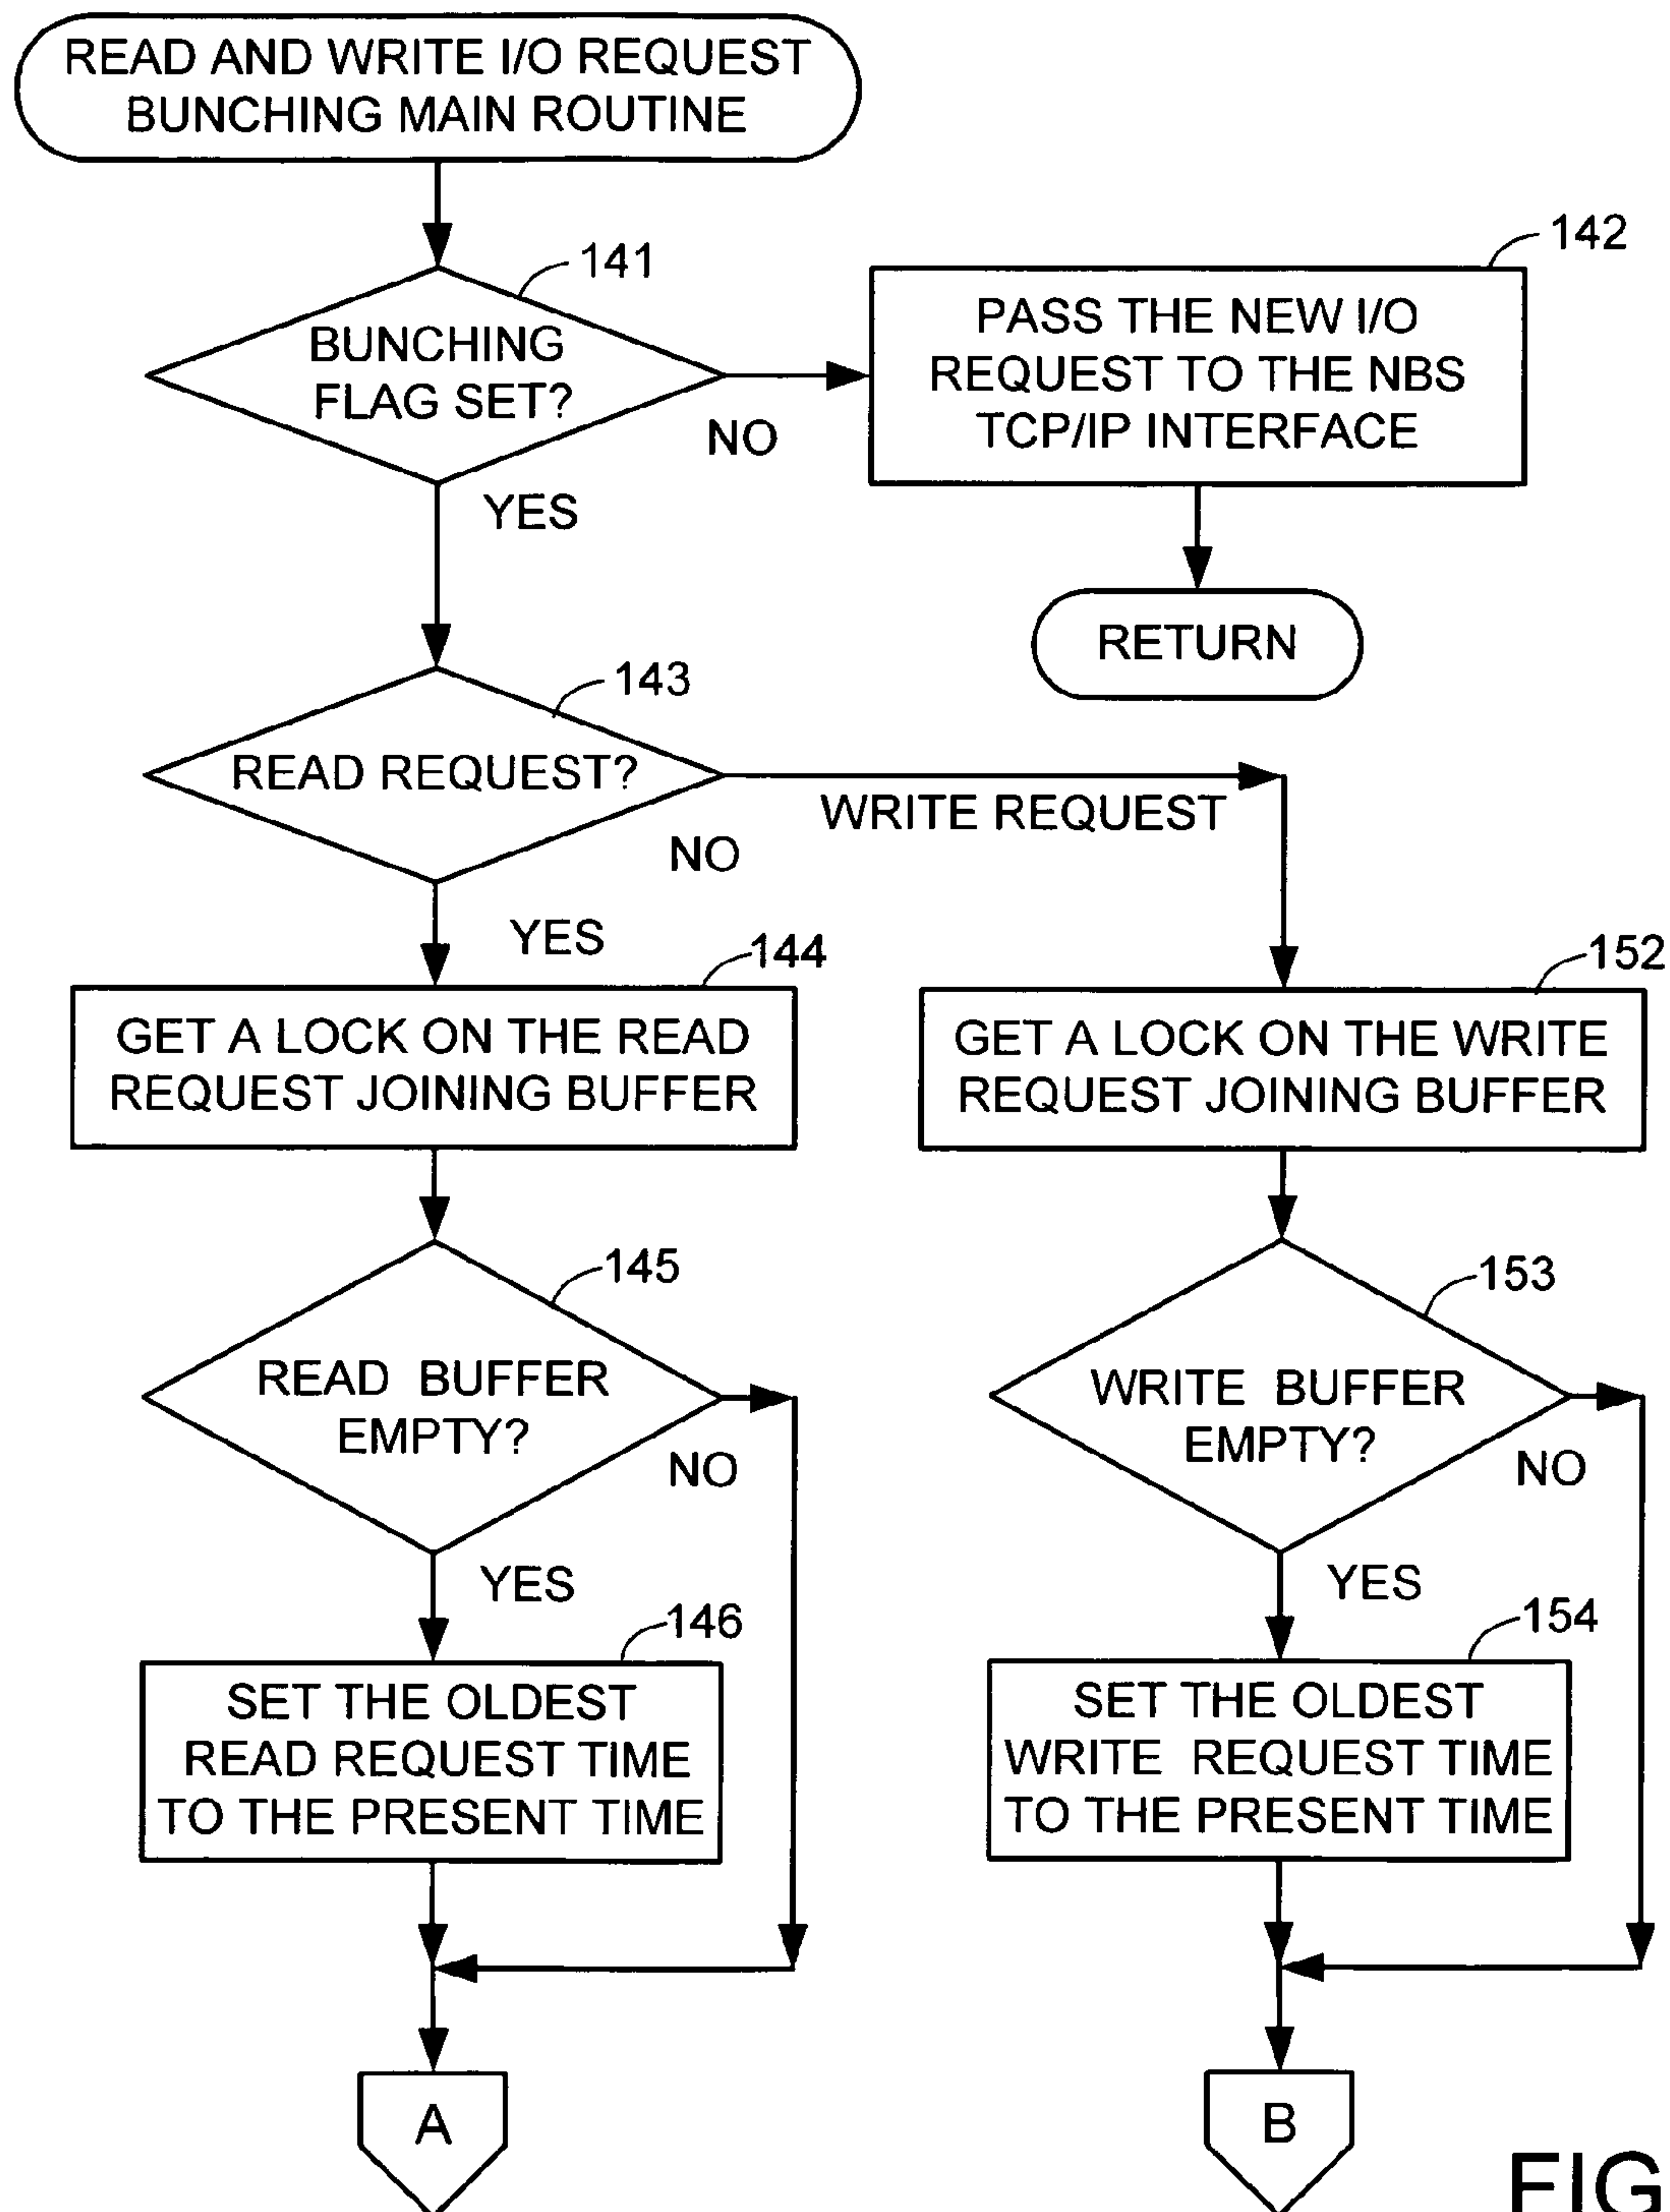 READ AND WRITE I/O REQUEST
BUNCHING MAIN ROUTINE
141
142
BUNCHING
FLAG SET?
NO
YES
PASS THE NEW I/O
REQUEST TO THE NBS
TCP/IP INTERFACE
RETURN
143
READ REQUEST?
WRITE REQUEST
NO
YES
144
152
GET A LOCK ON THE READ
REQUEST JOINING BUFFER
GET A LOCK ON THE WRITE
REQUEST JOINING BUFFER
145
153
READ BUFFER
EMPTY?
NO
YES
WRITE BUFFER
EMPTY?
NO
YES
146
154
SET THE OLDEST
READ REQUEST TIME
TO THE PRESENT TIME
SET THE OLDEST
WRITE REQUEST TIME
TO THE PRESENT TIME
A
B
FIG